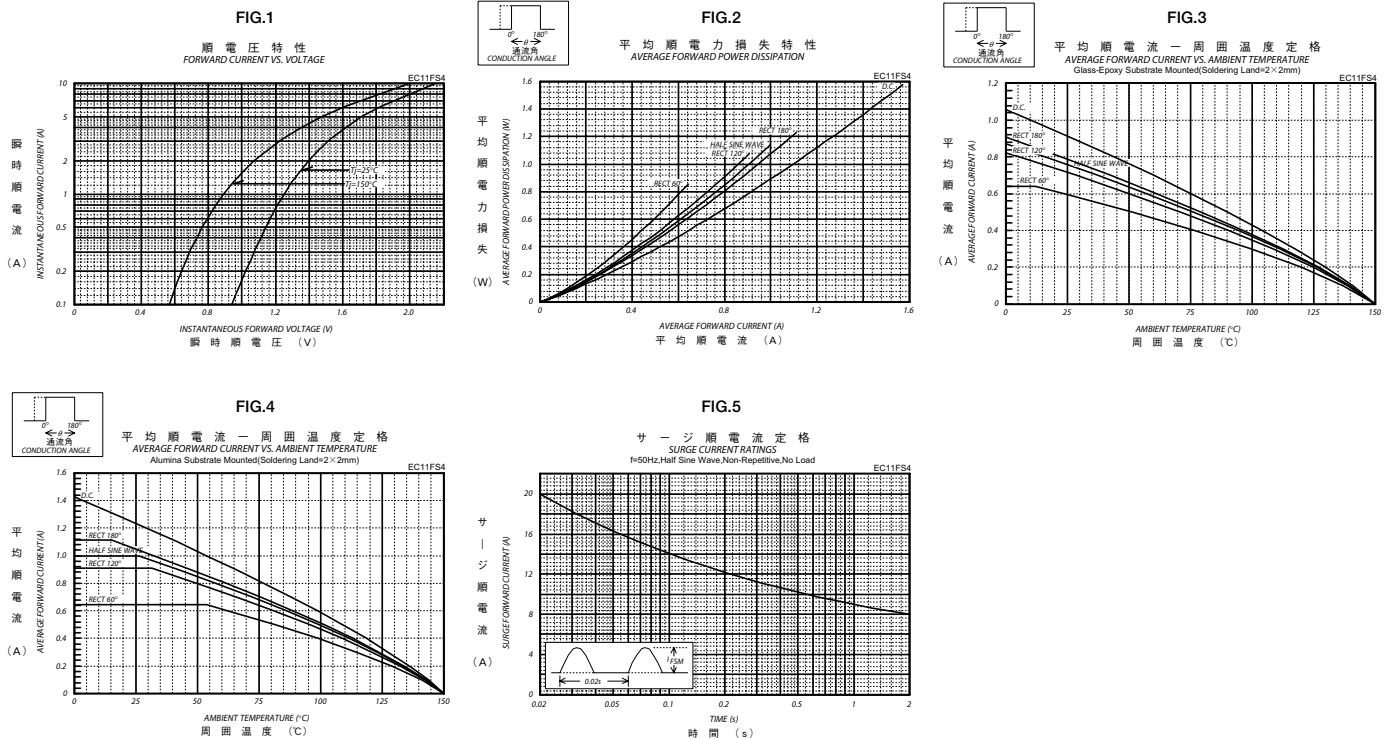 FIG.1
順電圧特性
FORWARD CURRENT VS. VOLTAGE
EC11FS4
瞬時順電流 (A)
INSTANTANEOUS FORWARD CURRENT (A)
10
5
2
1
0.5
0.2
0.1
Tj=25°C
Tj=150°C
0 0.4 0.8 1.2 1.6 2.0
INSTANTANEOUS FORWARD VOLTAGE (V)
瞬時順電圧 (V)
0° 180°
θ
通流角
CONDUCTION ANGLE
FIG.2
平均順電力損失特性
AVERAGE FORWARD POWER DISSIPATION
EC11FS4
平均順電力損失 (W)
AVERAGE FORWARD POWER DISSIPATION (W)
1.6
1.4
1.2
1.0
0.8
0.6
0.4
0.2
0
D.C.
RECT 180°
HALF SINE WAVE
RECT 120°
RECT 60°
0 0.4 0.8 1.2 1.6
AVERAGE FORWARD CURRENT (A)
平均順電流 (A)
0° 180°
θ
通流角
CONDUCTION ANGLE
FIG.3
平均順電流ー周囲温度定格
AVERAGE FORWARD CURRENT VS. AMBIENT TEMPERATURE
Glass-Epoxy Substrate Mounted(Soldering Land=2×2mm)
EC11FS4
平均順電流 (A)
AVERAGE FORWARD CURRENT (A)
1.2
1.0
0.8
0.6
0.4
0.2
0
D.C.
RECT 180°
RECT 120°
HALF SINE WAVE
RECT 60°
0 25 50 75 100 125 150
AMBIENT TEMPERATURE (°C)
周囲温度 (℃)
0° 180°
θ
通流角
CONDUCTION ANGLE
FIG.4
平均順電流ー周囲温度定格
AVERAGE FORWARD CURRENT VS. AMBIENT TEMPERATURE
Alumina Substrate Mounted(Soldering Land=2×2mm)
EC11FS4
平均順電流 (A)
AVERAGE FORWARD CURRENT (A)
1.6
1.4
1.2
1.0
0.8
0.6
0.4
0.2
0
D.C.
RECT 180°
HALF SINE WAVE
RECT 120°
RECT 60°
0 25 50 75 100 125 150
AMBIENT TEMPERATURE (°C)
周囲温度 (℃)
FIG.5
サージ順電流定格
SURGE CURRENT RATINGS
f=50Hz,Half Sine Wave,Non-Repetitive,No Load
EC11FS4
サージ順電流 (A)
SURGE FORWARD CURRENT (A)
20
16
12
8
4
0
IFSM
0.02s
0.02 0.05 0.1 0.2 0.5 1 2
TIME (s)
時間 (s)